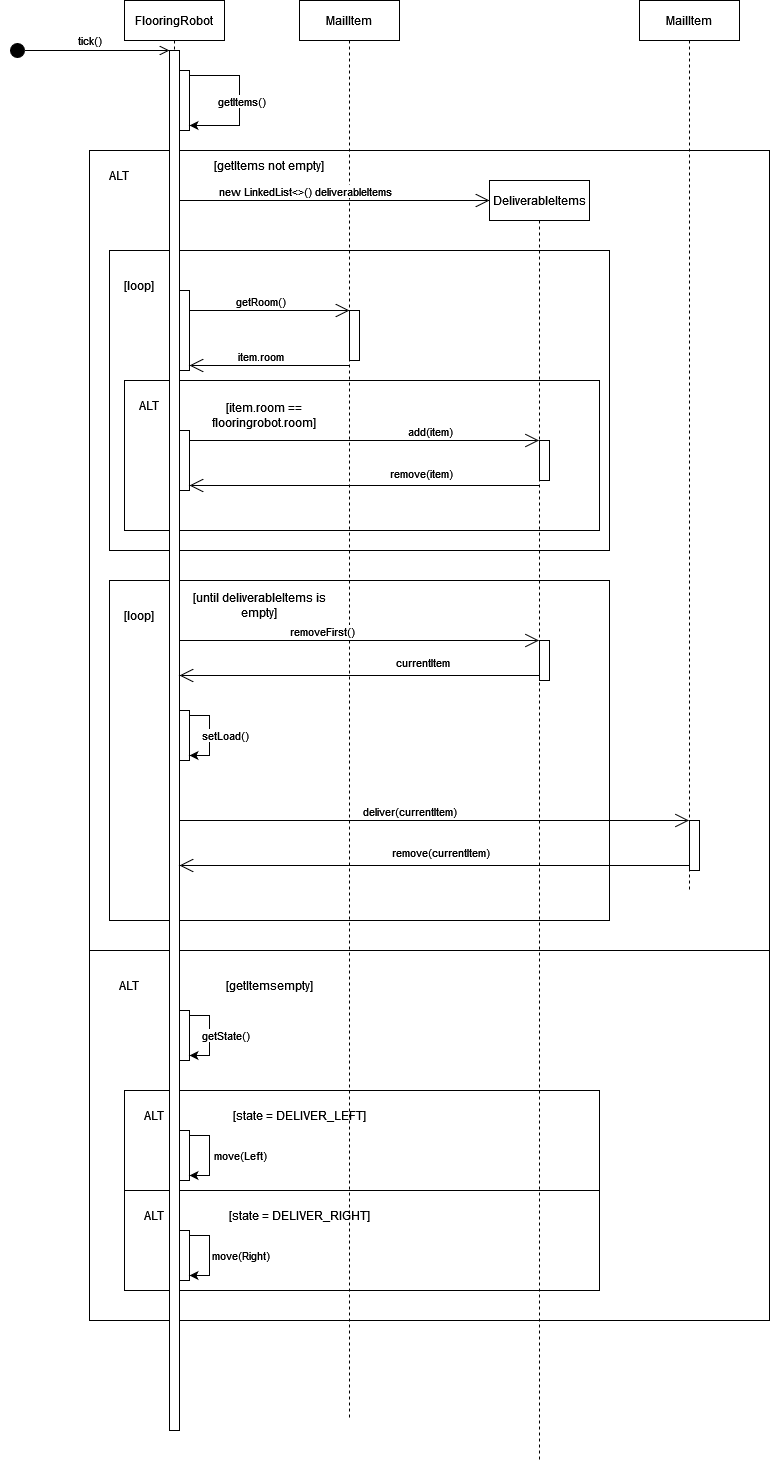 FlooringRobot
MailItem
MailItem
tick()
getItems()
ALT
[getItems not empty]
new LinkedList<>() deliverableItems
DeliverableItems
[loop]
getRoom()
item.room
ALT
[item.room ==
flooringrobot.room]
add(item)
remove(item)
[loop]
[until deliverableItems is
empty]
removeFirst()
currentItem
setLoad()
deliver(currentItem)
remove(currentItem)
ALT
[getItemsempty]
getState()
ALT
[state = DELIVER_LEFT]
move(Left)
ALT
[state = DELIVER_RIGHT]
move(Right)